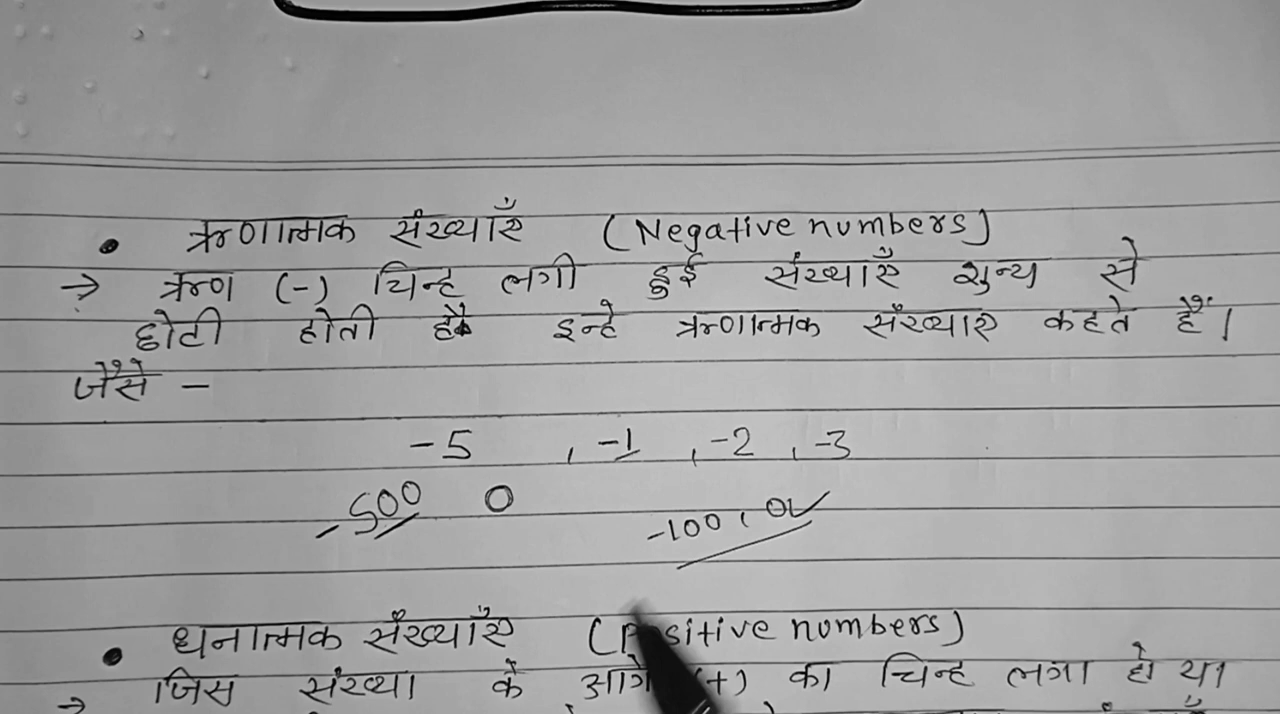 • ऋणात्मक संख्याएँ (Negative numbers)
→ ऋण (-) चिन्ह लगी हुई संख्याएँ शुन्य से
छोटी होती है इन्हे ऋणात्मक संख्याए कहते हैं।
जैसे -
-5 , -1 , -2 , -3
-500 0 -100, 0
• धनात्मक संख्याएँ (Positive numbers)
→ जिस संख्या के आगे (+) का चिन्ह लगा हो या